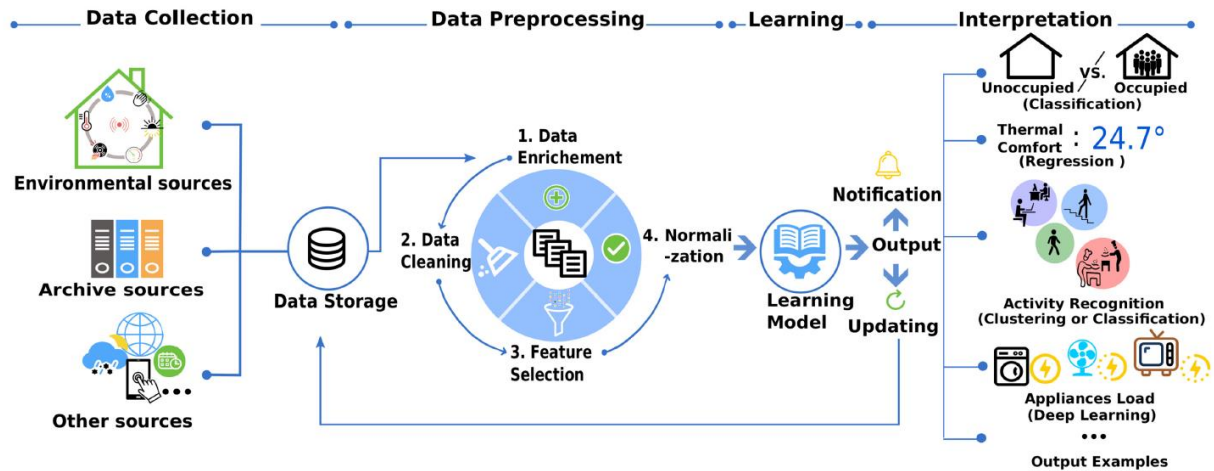 Data Collection
Data Preprocessing
Learning
Interpretation
Environmental sources
Archive sources
Other sources
Data Storage
1. Data
Enrichement
2. Data
Cleaning
3. Feature
Selection
4. Normali
-zation
Learning
Model
Notification
Output
Updating
Unoccupied
vs.
Occupied
(Classification)
Thermal
Comfort
: 24.7°
(Regression )
Activity Recognition
(Clustering or Classification)
Appliances Load
(Deep Learning)
...
Output Examples